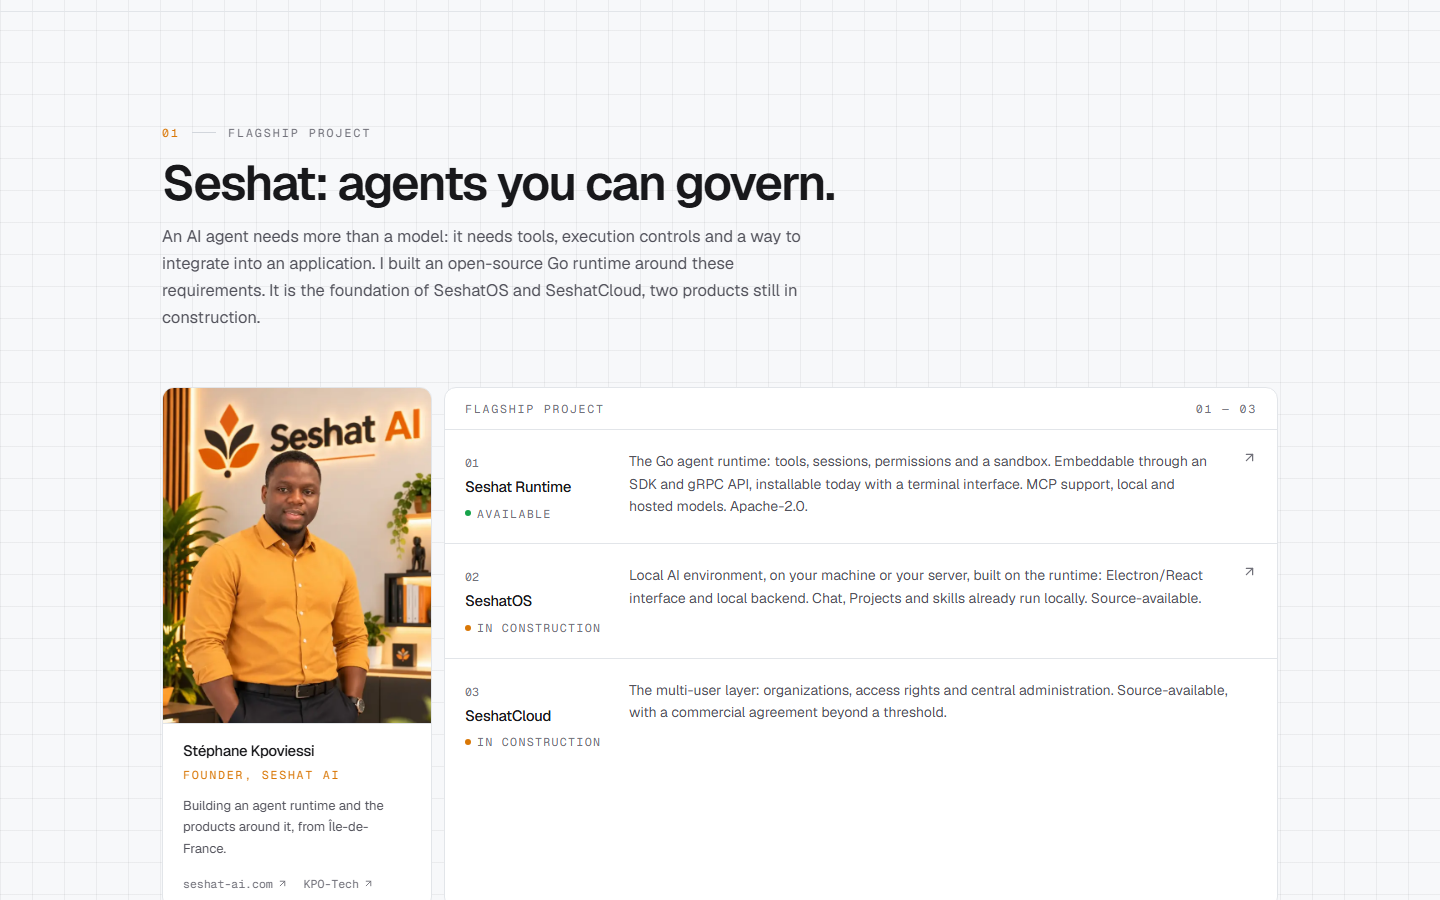 01 FLAGSHIP PROJECT
Seshat: agents you can govern.
An AI agent needs more than a model: it needs tools, execution controls and a way to
integrate into an application. I built an open-source Go runtime around these
requirements. It is the foundation of SeshatOS and SeshatCloud, two products still in
construction.
Seshat AI
Stéphane Kpoviessi
FOUNDER, SESHAT AI
Building an agent runtime and the
products around it, from Île-de-
France.
seshat-ai.com ↗ KPO-Tech ↗
FLAGSHIP PROJECT 01 — 03
01
Seshat Runtime
AVAILABLE
The Go agent runtime: tools, sessions, permissions and a sandbox. Embeddable through an
SDK and gRPC API, installable today with a terminal interface. MCP support, local and
hosted models. Apache-2.0.
02
SeshatOS
IN CONSTRUCTION
Local AI environment, on your machine or your server, built on the runtime: Electron/React
interface and local backend. Chat, Projects and skills already run locally. Source-available.
03
SeshatCloud
IN CONSTRUCTION
The multi-user layer: organizations, access rights and central administration. Source-available,
with a commercial agreement beyond a threshold.